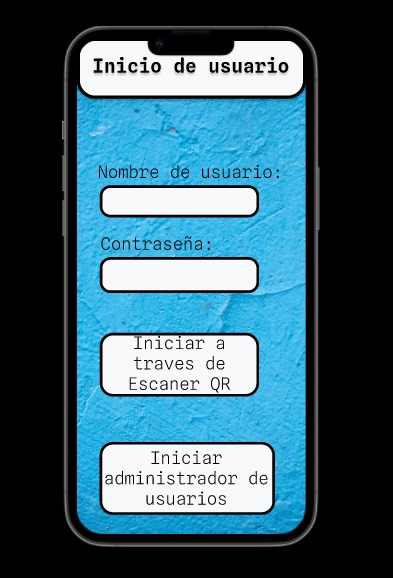 Inicio de usuario
Nombre de usuario:
Contraseña:
Iniciar a
traves de
Escaner QR
Iniciar
administrador de
usuarios